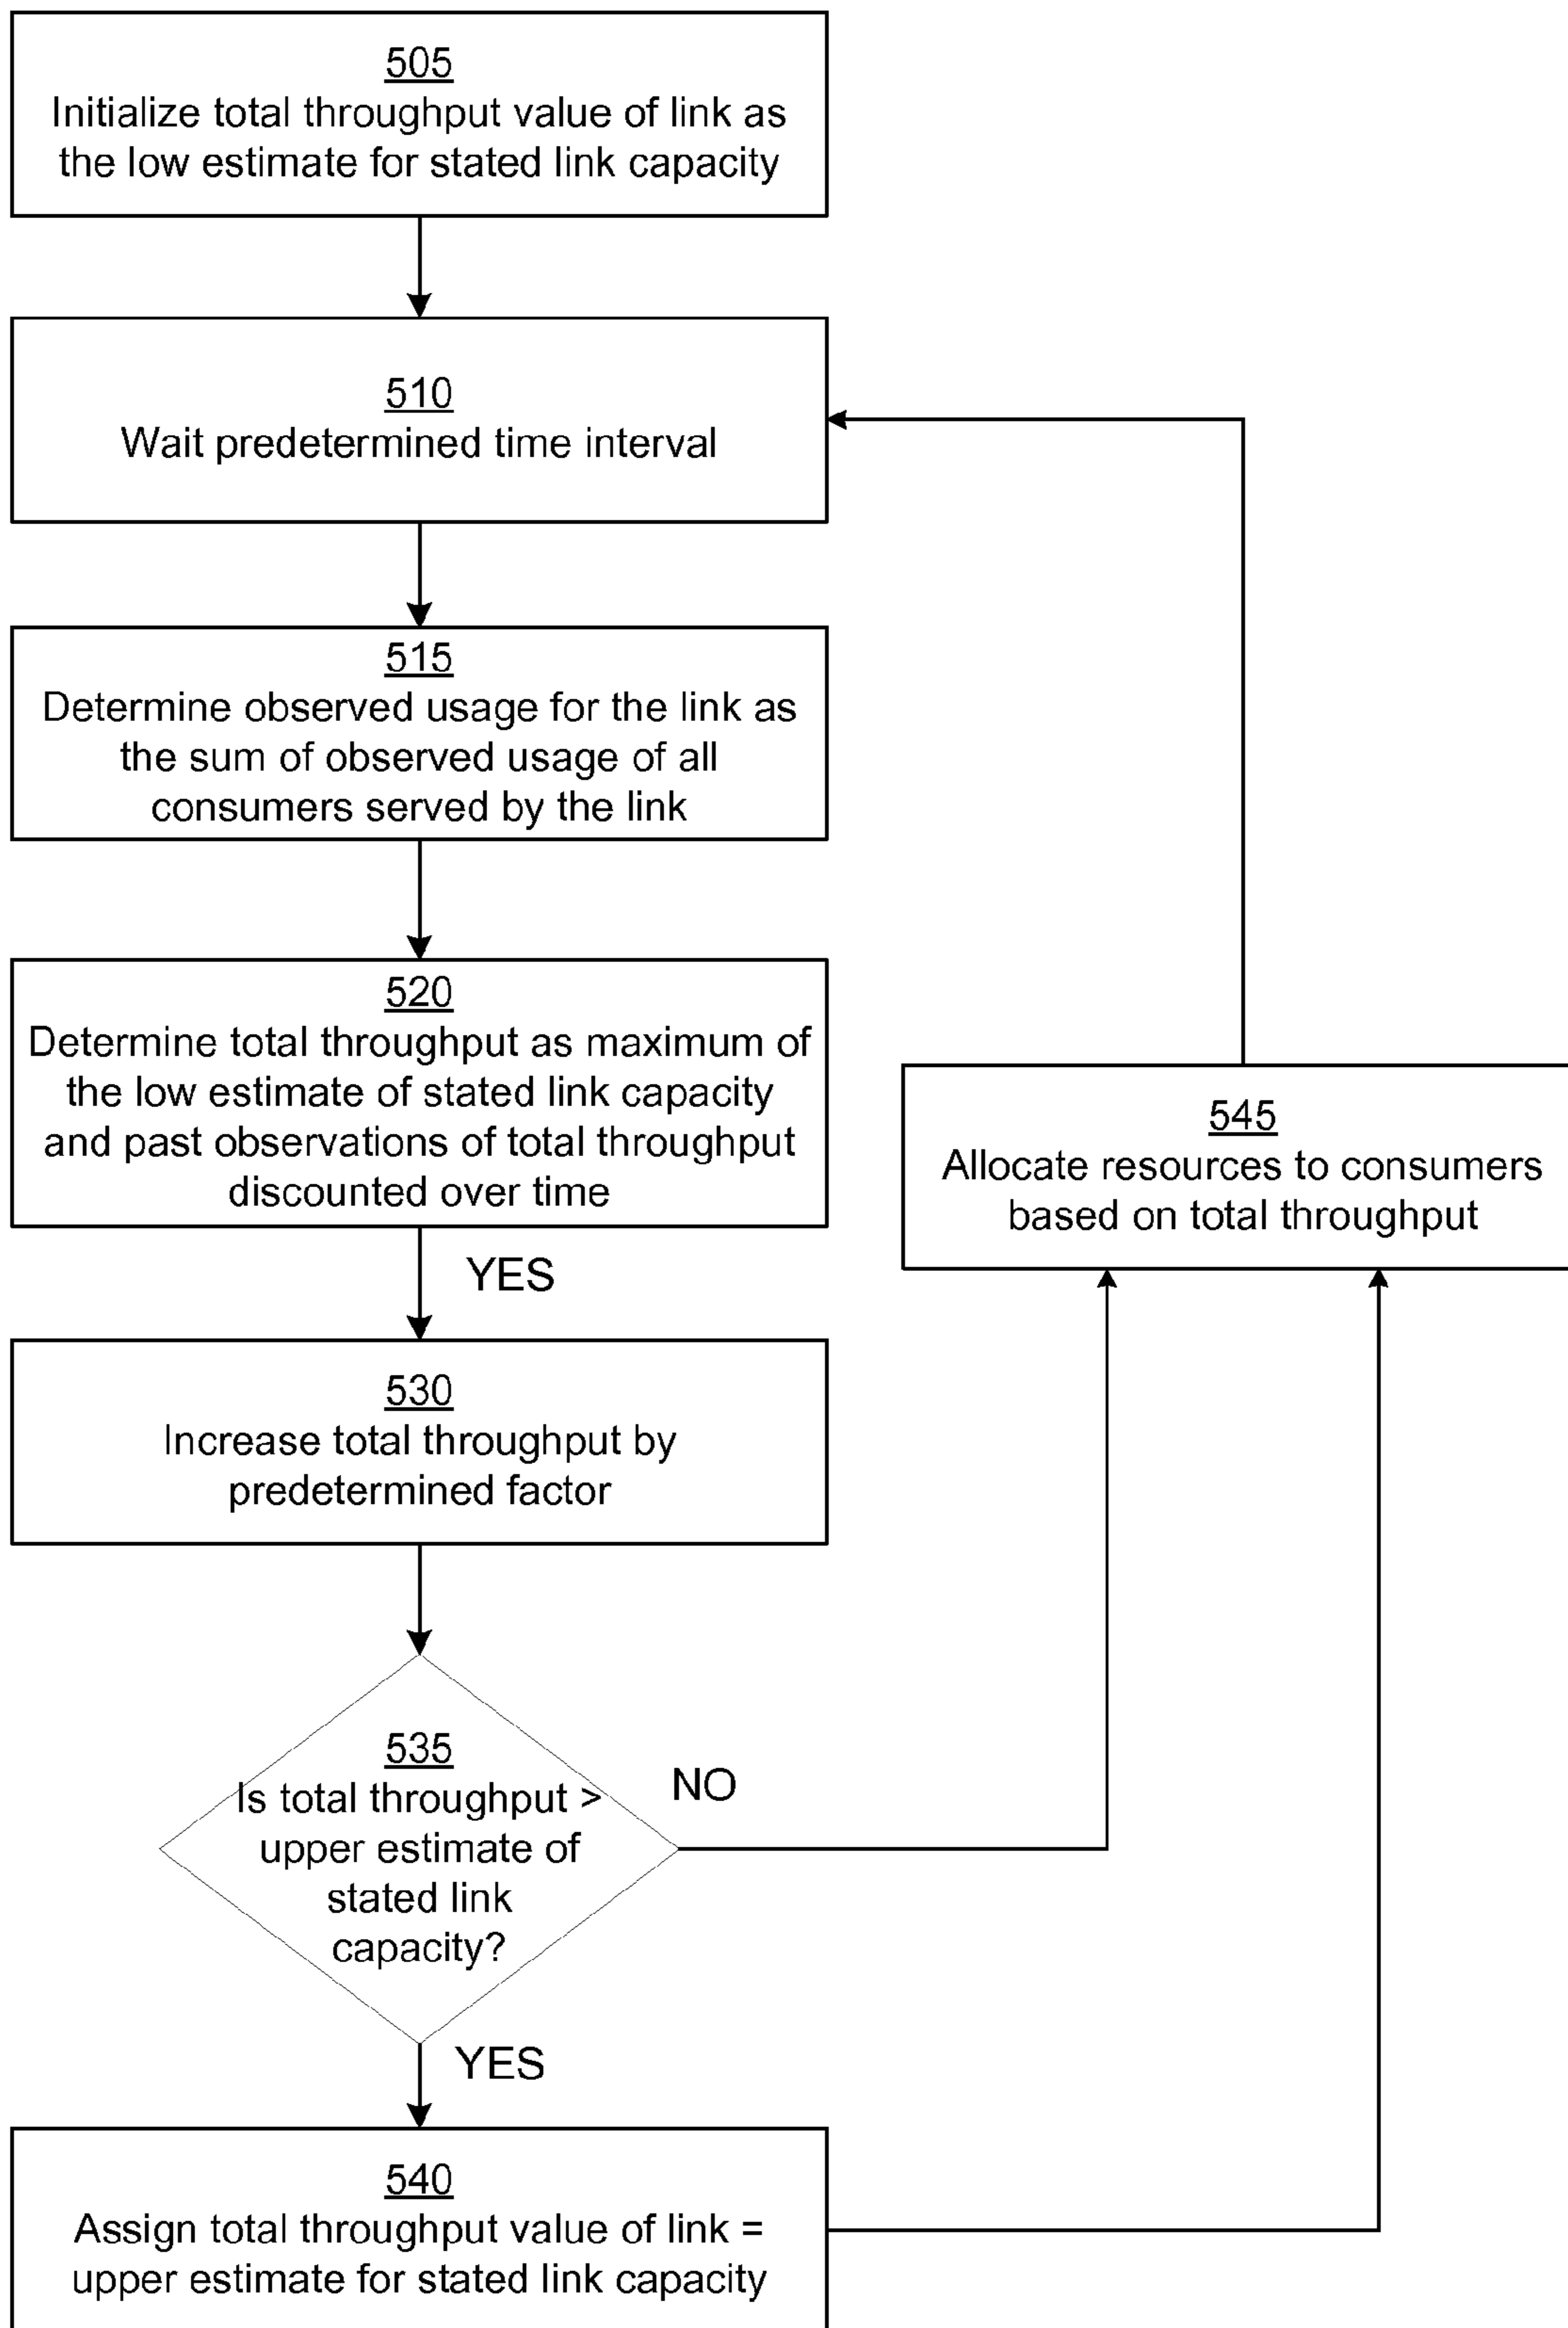 505
Initialize total throughput value of link as
the low estimate for stated link capacity
510
Wait predetermined time interval
515
Determine observed usage for the link as
the sum of observed usage of all
consumers served by the link
520
Determine total throughput as maximum of
the low estimate of stated link capacity
and past observations of total throughput
discounted over time
545
Allocate resources to consumers
based on total throughput
YES
530
Increase total throughput by
predetermined factor
535
Is total throughput >
upper estimate of
stated link
capacity?
NO
YES
540
Assign total throughput value of link =
upper estimate for stated link capacity